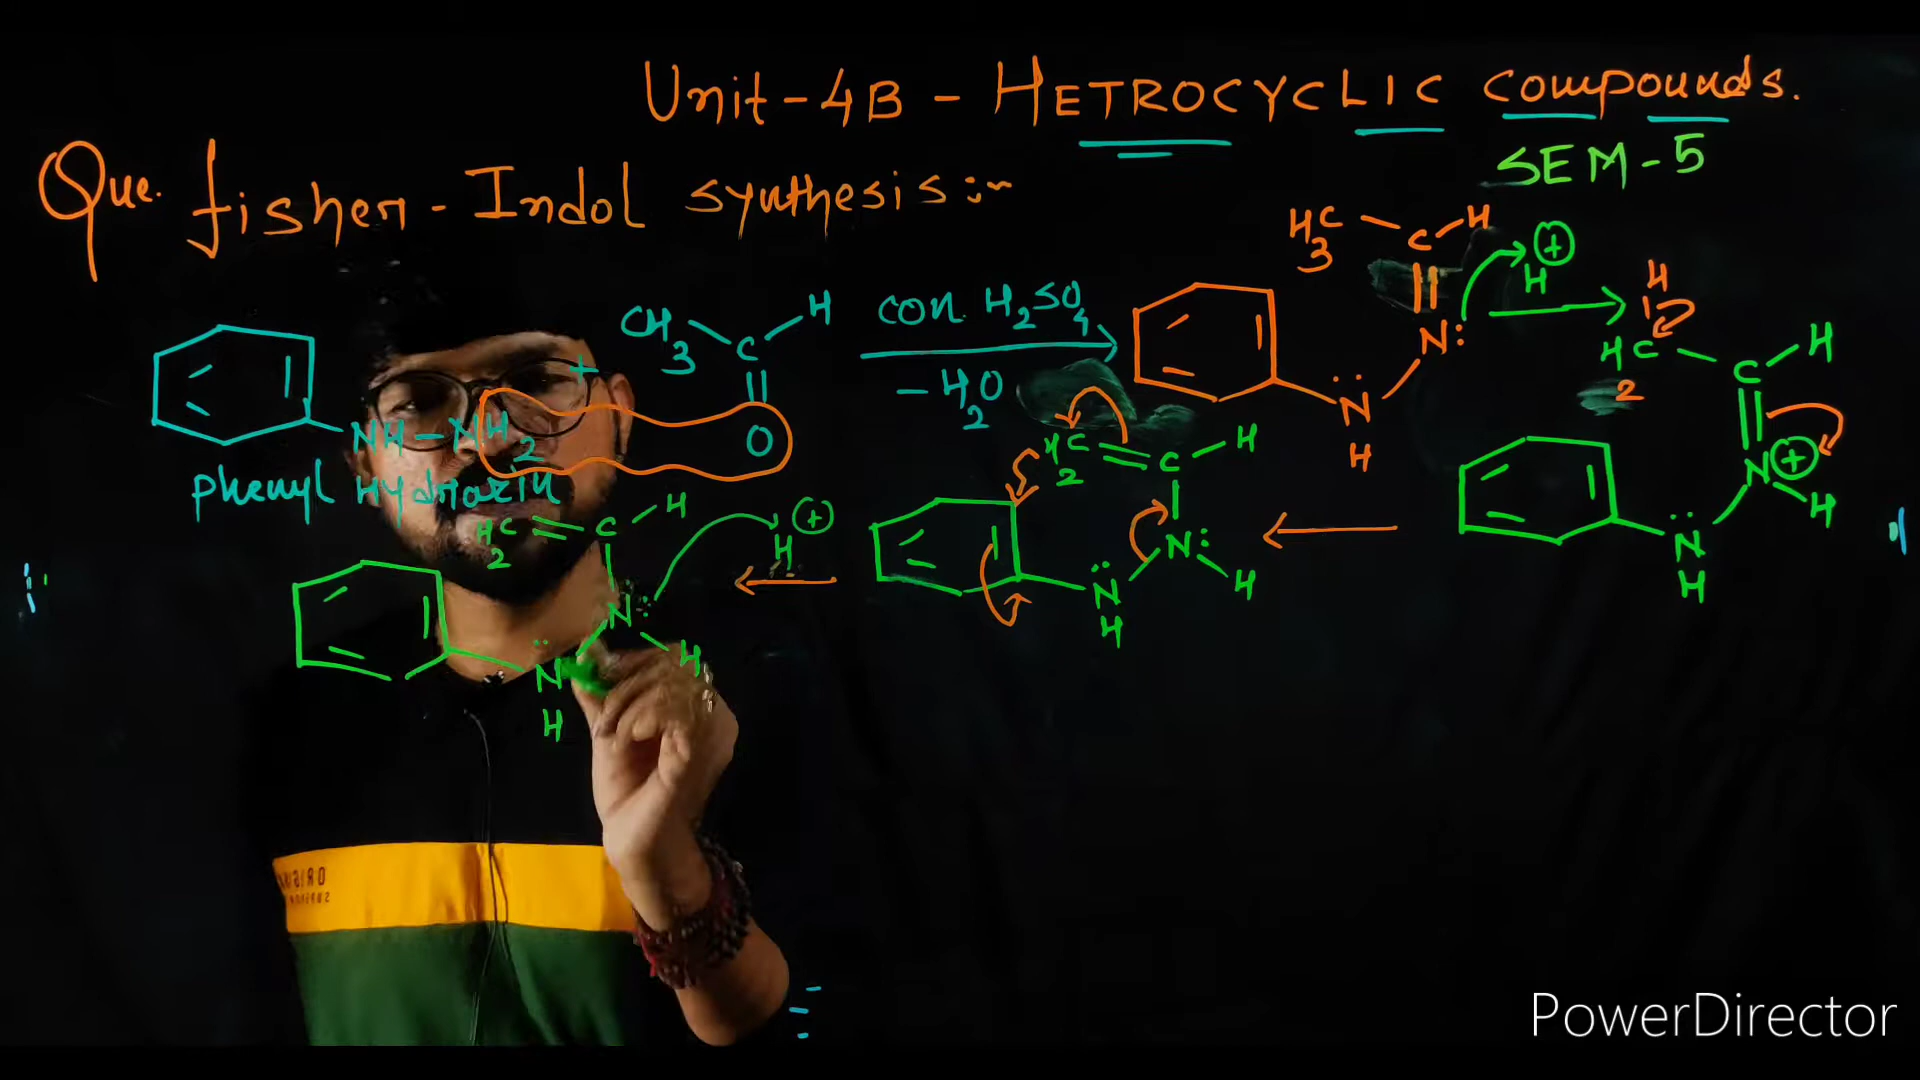 Unit-4B - HETROCYCLIC compounds.
SEM-5
Que. fisher-Indol synthesis:-
H3C C H
N:
N
H
H +
CH3 C H
O
NH-NH2
phenyl Hydrazin
con. H2SO4
-H2O
H
H2C C H
N + H
N
H
H2C C H
N: H
N
H
H2C C H
N: H
N
H
H +
PowerDirector